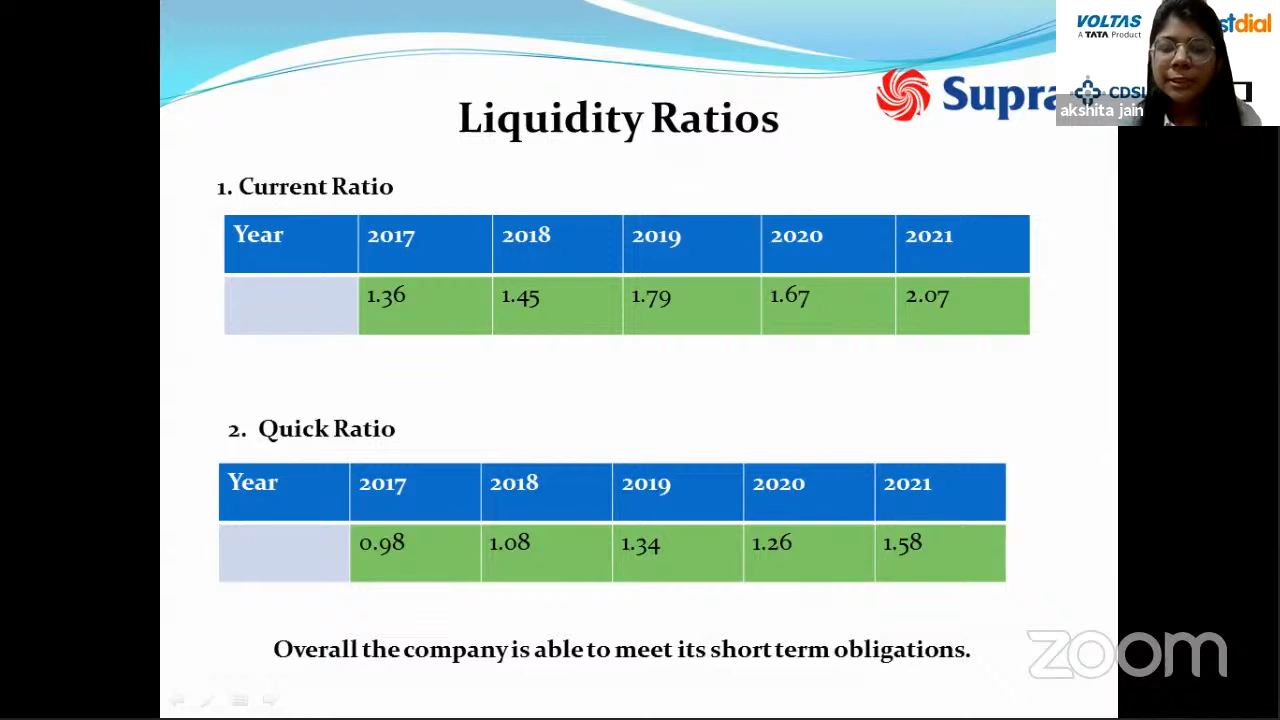 VOLTAS
A TATA Product
stdial
Supra
CDSL
akshita jain
Liquidity Ratios
1. Current Ratio
Year 2017 2018 2019 2020 2021
1.36 1.45 1.79 1.67 2.07
2. Quick Ratio
Year 2017 2018 2019 2020 2021
0.98 1.08 1.34 1.26 1.58
Overall the company is able to meet its short term obligations.
zoom